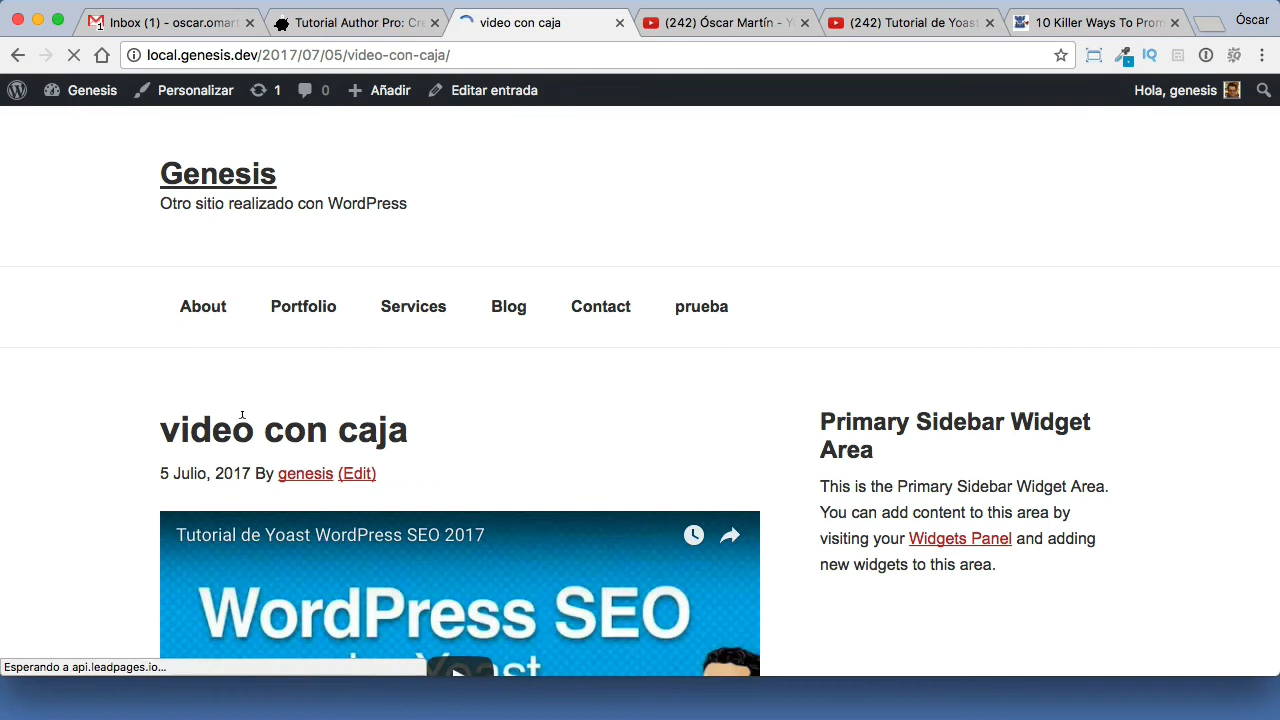 Inbox (1) - oscar.omart
Tutorial Author Pro: Cre
video con caja
(242) Óscar Martín - Yo
(242) Tutorial de Yoast
10 Killer Ways To Prom
Óscar
local.genesis.dev/2017/07/05/video-con-caja/
Genesis
Personalizar
1
0
Añadir
Editar entrada
Hola, genesis
Genesis
Otro sitio realizado con WordPress
About
Portfolio
Services
Blog
Contact
prueba
video con caja
5 Julio, 2017 By genesis (Edit)
Tutorial de Yoast WordPress SEO 2017
WordPress SEO
Yoast
Primary Sidebar Widget
Area
This is the Primary Sidebar Widget Area.
You can add content to this area by
visiting your Widgets Panel and adding
new widgets to this area.
Esperando a api.leadpages.io...